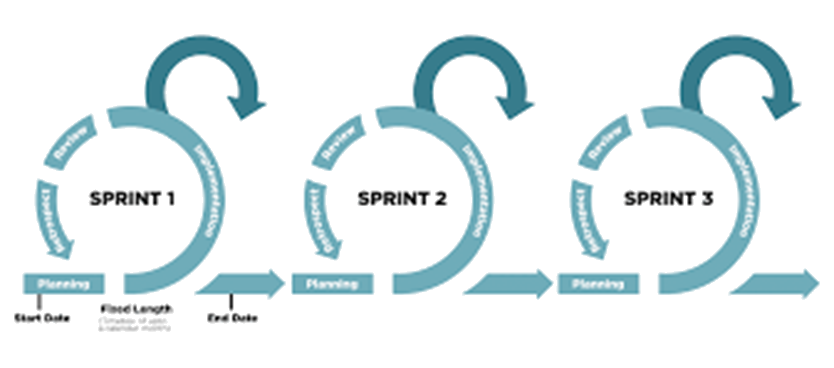 Review
Implementation
SPRINT 1
Retrospect
Planning
Start Date
Fixed Length
End Date
Review
Implementation
SPRINT 2
Retrospect
Planning
Review
Implementation
SPRINT 3
Retrospect
Planning